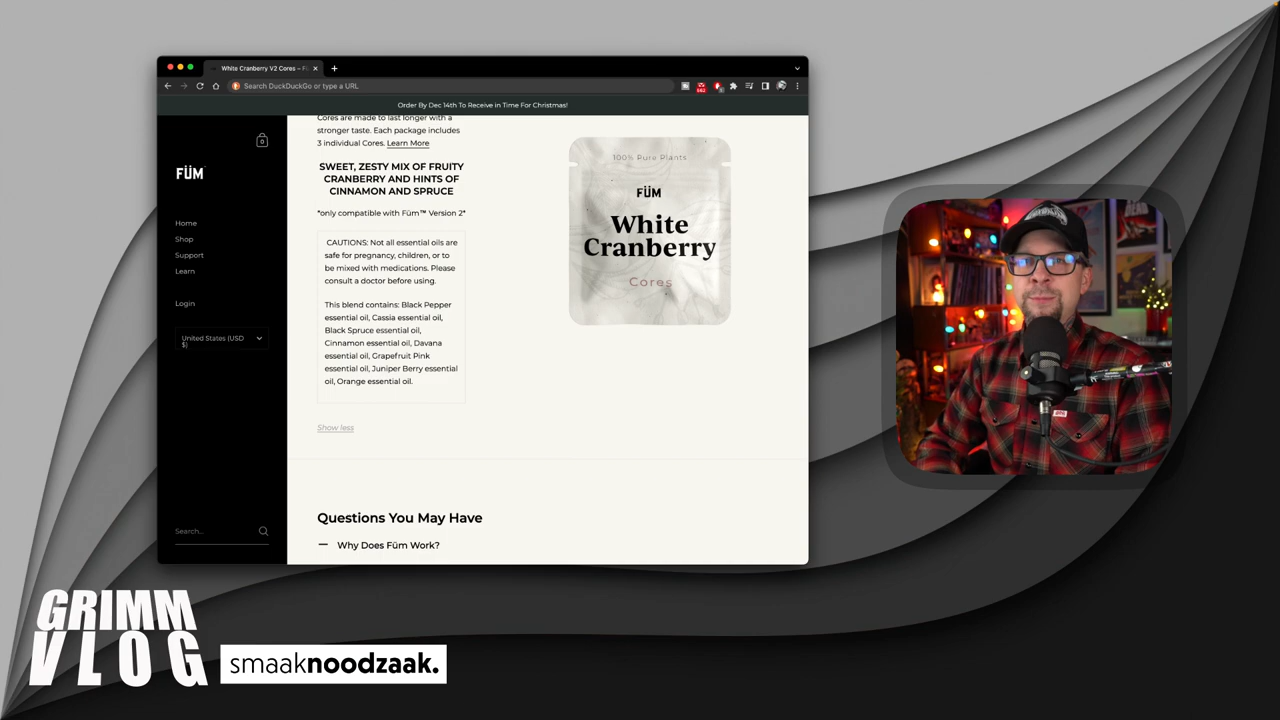 White Cranberry V2 Cores – Fü
Search DuckDuckGo or type a URL
Order By Dec 14th To Receive in Time For Christmas!
0
FÜM
Home
Shop
Support
Learn
Login
United States (USD
$)
Search...
Cores are made to last longer with a
stronger taste. Each package includes
3 individual Cores. Learn More
SWEET, ZESTY MIX OF FRUITY
CRANBERRY AND HINTS OF
CINNAMON AND SPRUCE
*only compatible with Füm™ Version 2*
CAUTIONS: Not all essential oils are
safe for pregnancy, children, or to
be mixed with medications. Please
consult a doctor before using.
This blend contains: Black Pepper
essential oil, Cassia essential oil,
Black Spruce essential oil,
Cinnamon essential oil, Davana
essential oil, Grapefruit Pink
essential oil, Juniper Berry essential
oil, Orange essential oil.
Show less
100% Pure Plants
FÜM
White
Cranberry
Cores
Questions You May Have
Why Does Füm Work?
GRIMM
VLOG
smaaknoodzaak.